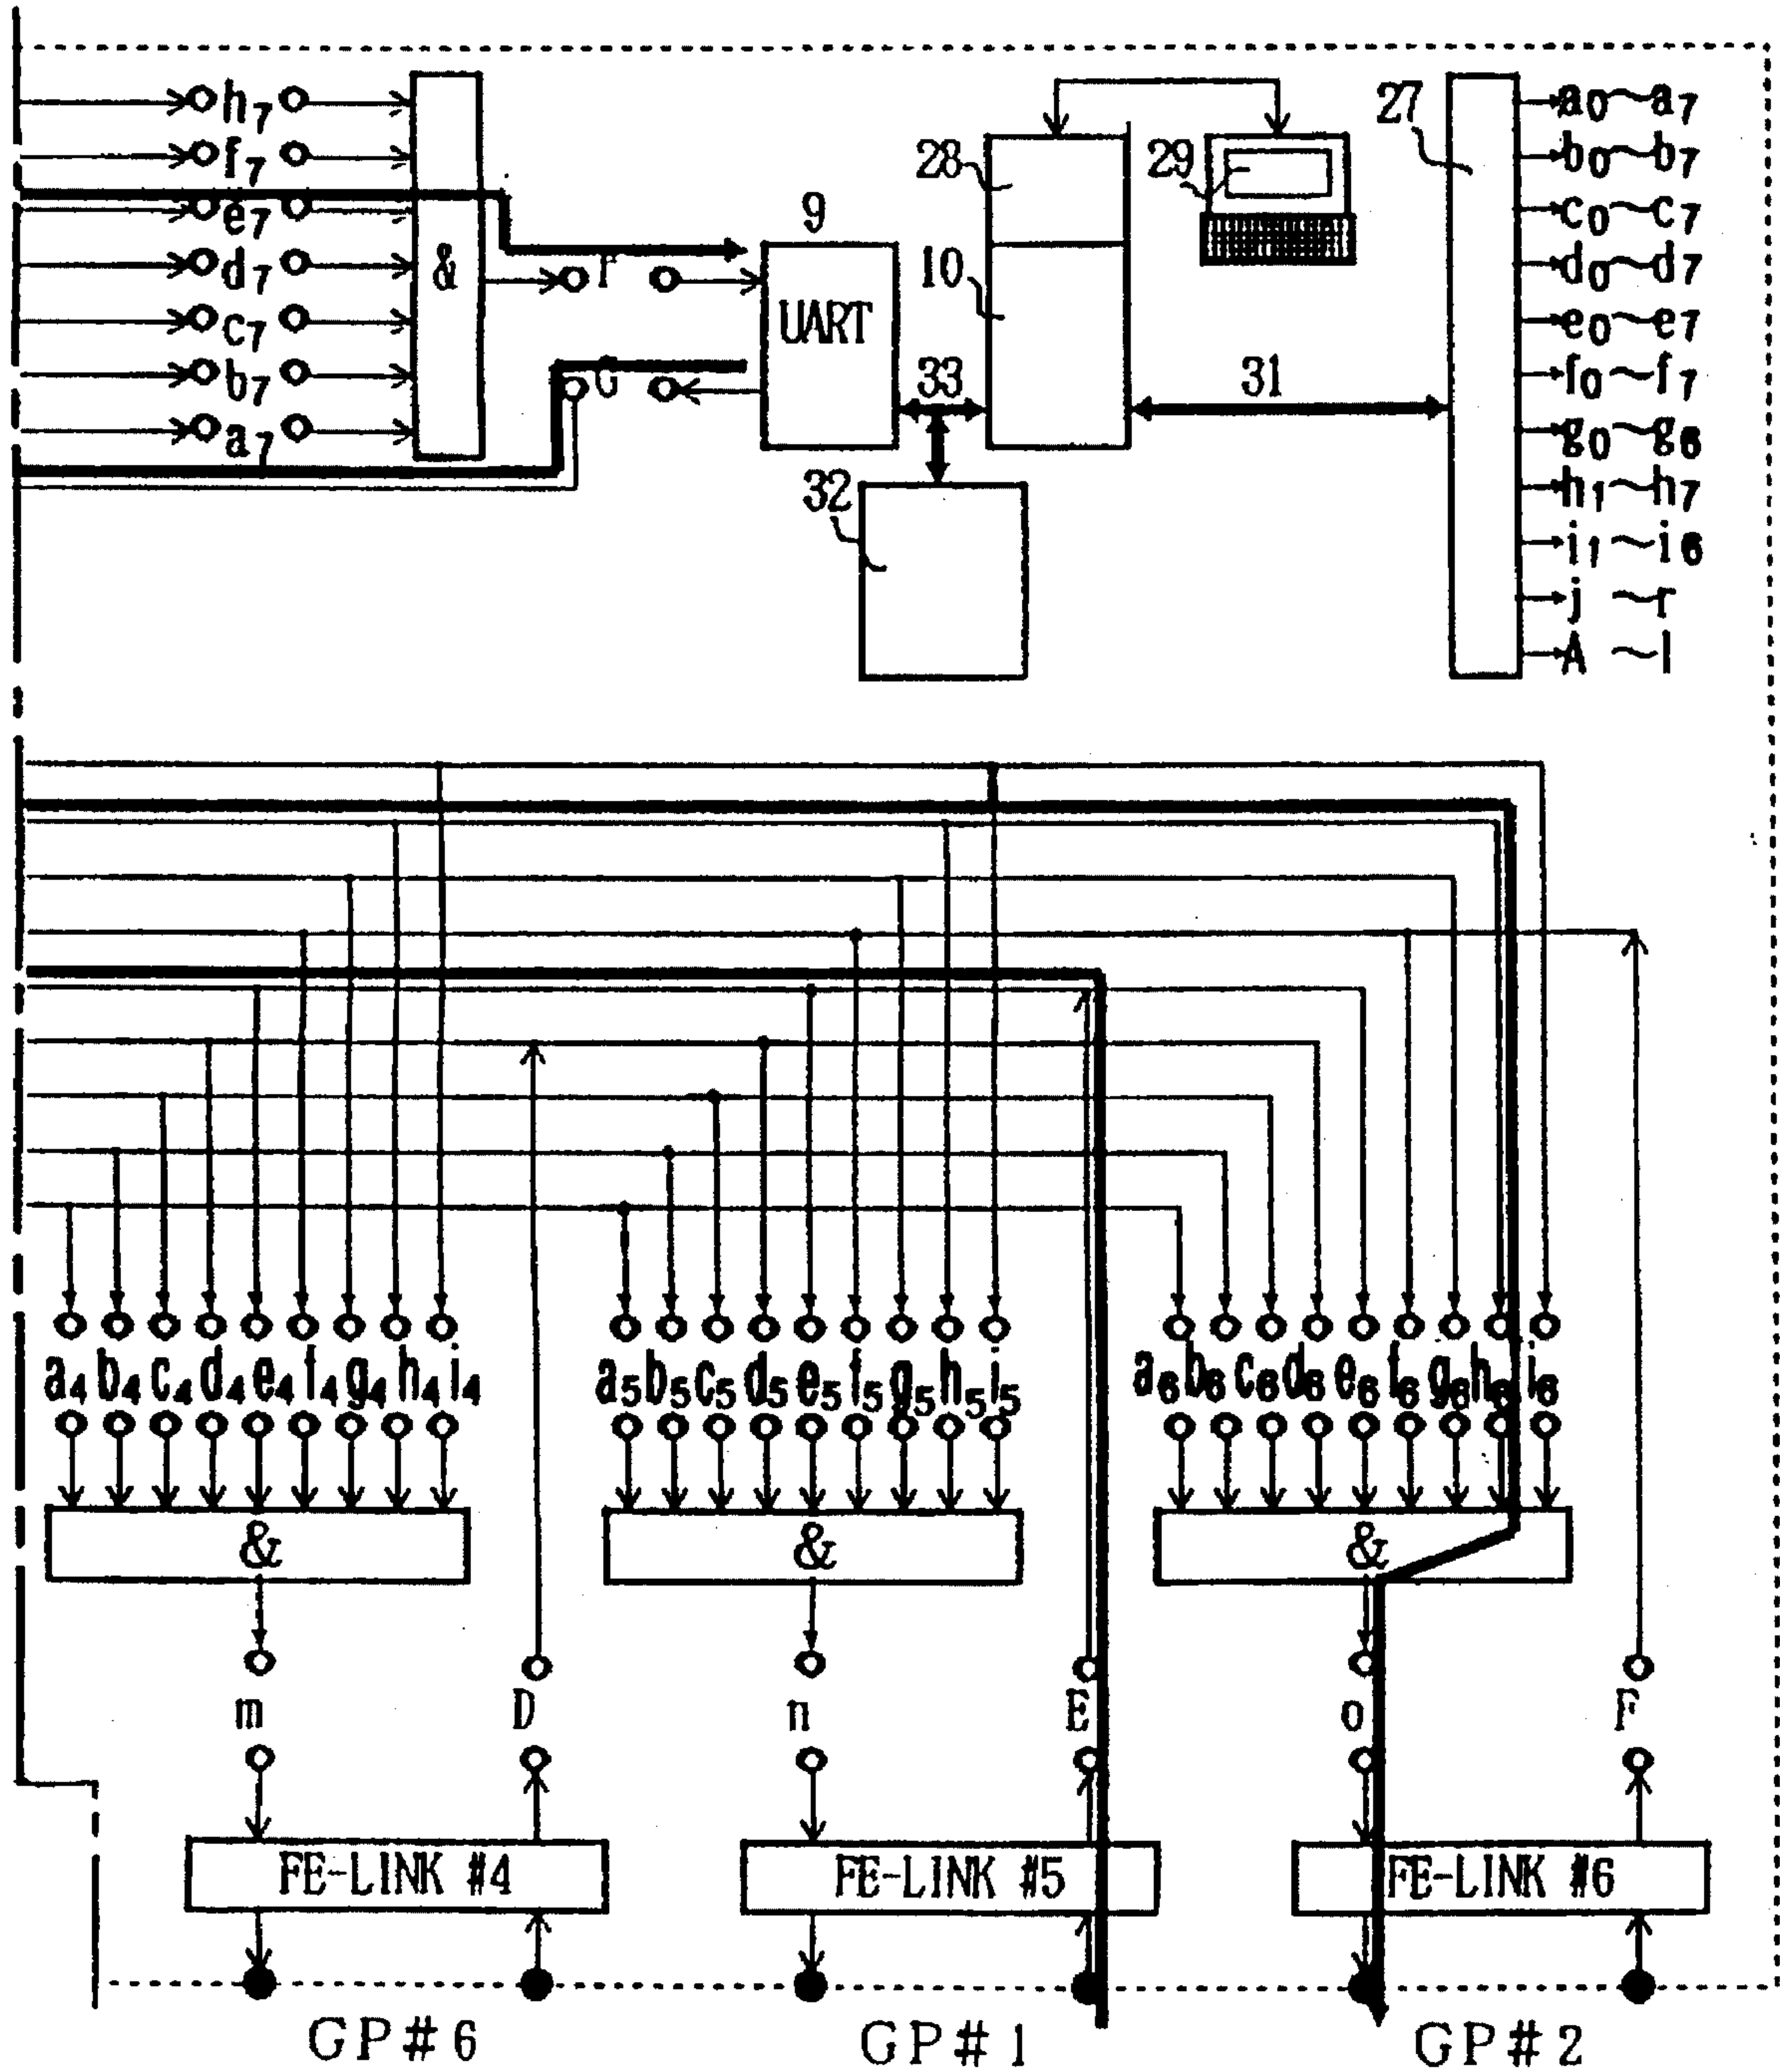 h7
f7
e7
d7
c7
b7
a7
&
9
UART
G
28
10
29
27
33
31
32
a0~a7
b0~b7
c0~c7
d0~d7
e0~e7
f0~f7
g0~g6
h1~h7
i1~i6
j ~r
A ~I
a4 b4 c4 d4 e4 f4 g4 h4 i4
a5 b5 c5 d5 e5 f5 g5 h5 i5
a6 b6 c6 d6 e6 f6 g6 h6 i6
& & &
m D n E o F
FE-LINK #4 FE-LINK #5 FE-LINK #6
GP#6 GP#1 GP#2